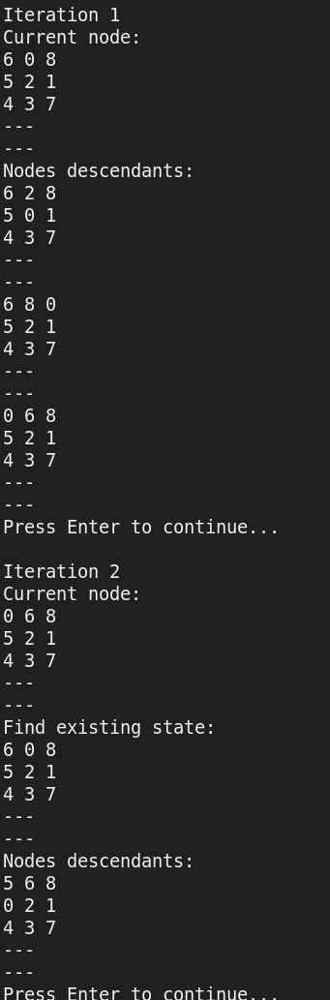 Iteration 1
Current node:
6 0 8
5 2 1
4 3 7
---
---
Nodes descendants:
6 2 8
5 0 1
4 3 7
---
---
6 8 0
5 2 1
4 3 7
---
---
0 6 8
5 2 1
4 3 7
---
---
Press Enter to continue...

Iteration 2
Current node:
0 6 8
5 2 1
4 3 7
---
---
Find existing state:
6 0 8
5 2 1
4 3 7
---
---
Nodes descendants:
5 6 8
0 2 1
4 3 7
---
---
Press Enter to continue...